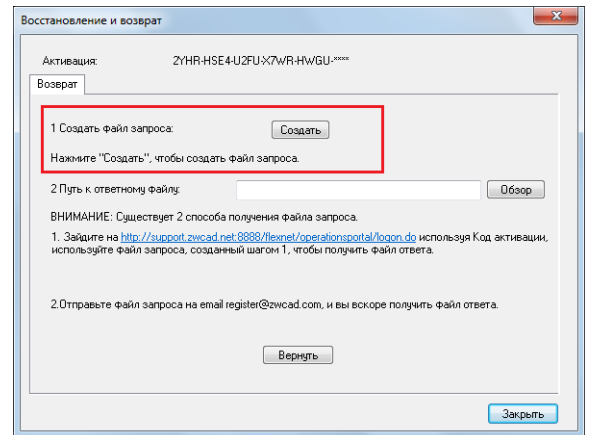 Восстановление и возврат
Активация: 2YHR-HSE4-U2FU-X7WR-HWGU-****
Возврат
1 Создать файл запроса: Создать
Нажмите "Создать", чтобы создать файл запроса.
2 Путь к ответному файлу: Обзор
ВНИМАНИЕ: Существует 2 способа получения файла запроса.
1. Зайдите на http://support.zwcad.net:8888/flexnet/operationsportal/logon.do используя Код активации,
используйте файл запроса, созданный шагом 1, чтобы получить файл ответа.
2.Отправьте файл запроса на email register@zwcad.com, и вы вскоре получить файл ответа.
Вернуть
Закрыть